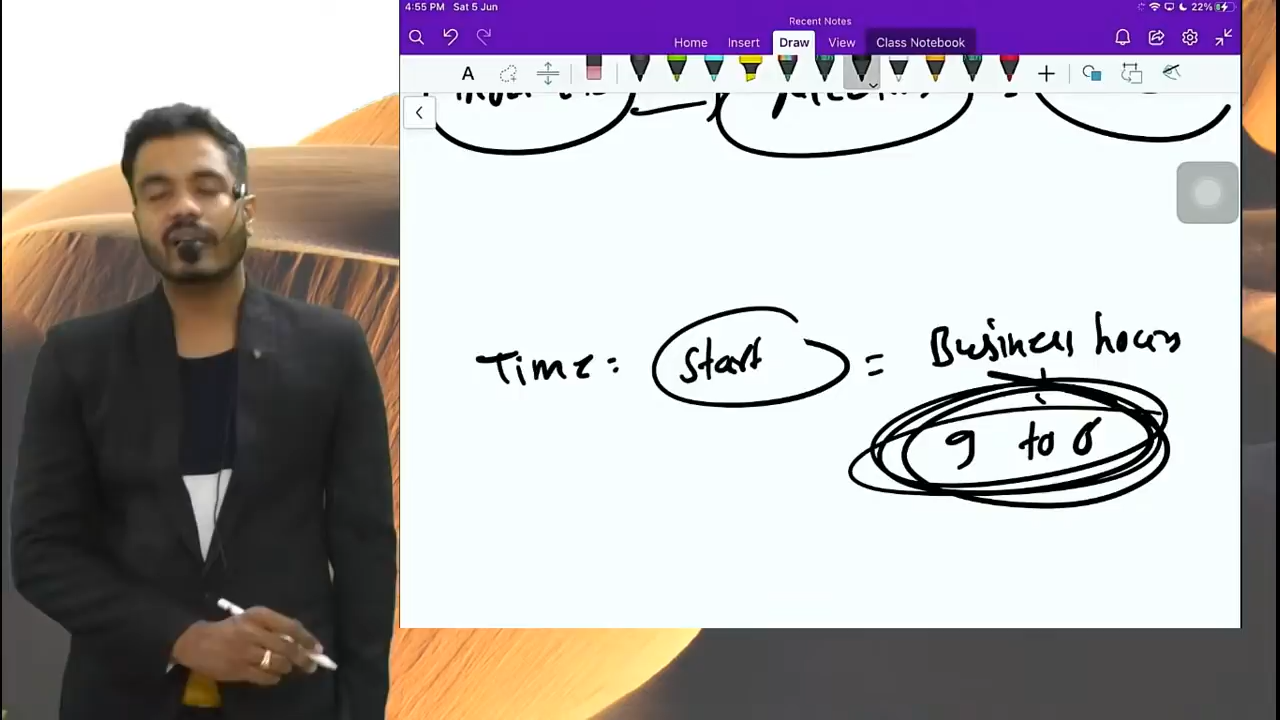 4:55 PM Sat 5 Jun 22%
Recent Notes
Home Insert Draw View Class Notebook
A
Time: Start = Business hours
9 to 6